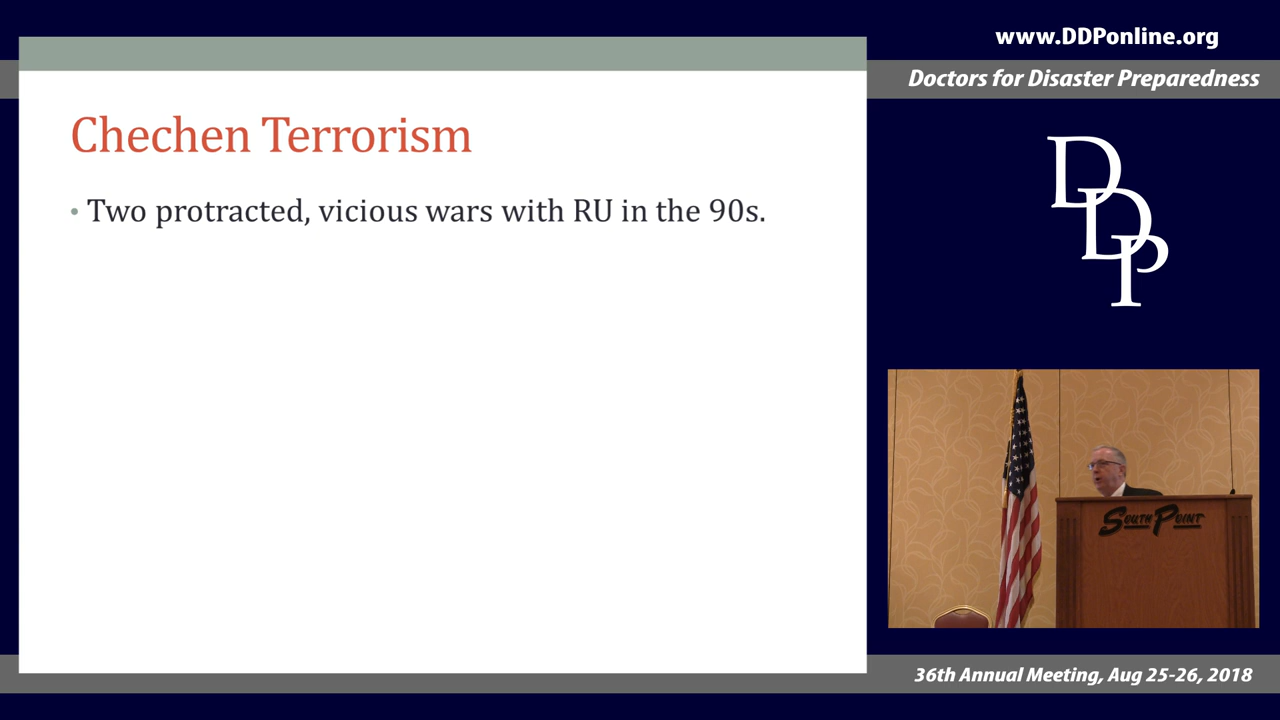 www.DDPonline.org
Doctors for Disaster Preparedness
Chechen Terrorism
• Two protracted, vicious wars with RU in the 90s.
DDP
South Point
36th Annual Meeting, Aug 25-26, 2018